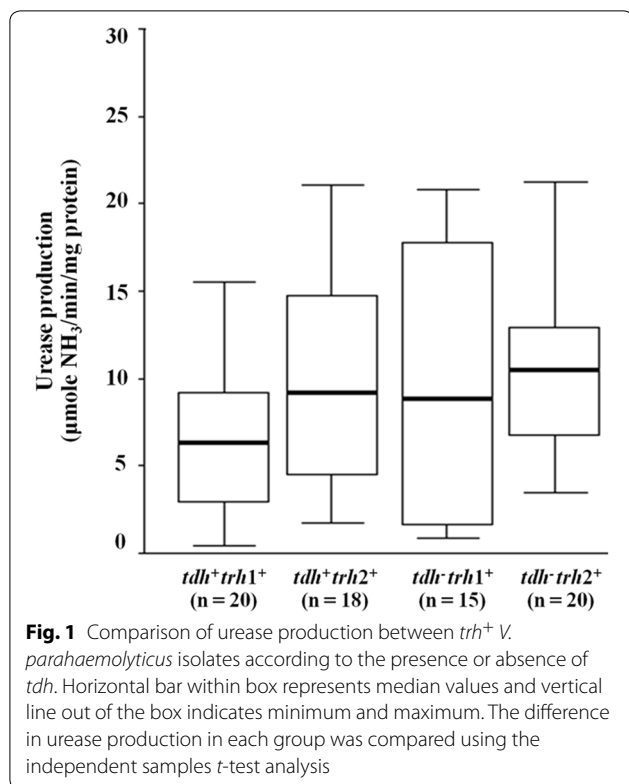 30
25
20
15
10
5
0
Urease production
(µmole NH₃/min/mg protein)
tdh⁺trh1⁺ tdh⁺trh2⁺ tdh⁻trh1⁺ tdh⁻trh2⁺
(n = 20) (n = 18) (n = 15) (n = 20)
Fig. 1 Comparison of urease production between trh⁺ V.
parahaemolyticus isolates according to the presence or absence of
tdh. Horizontal bar within box represents median values and vertical
line out of the box indicates minimum and maximum. The difference
in urease production in each group was compared using the
independent samples t-test analysis